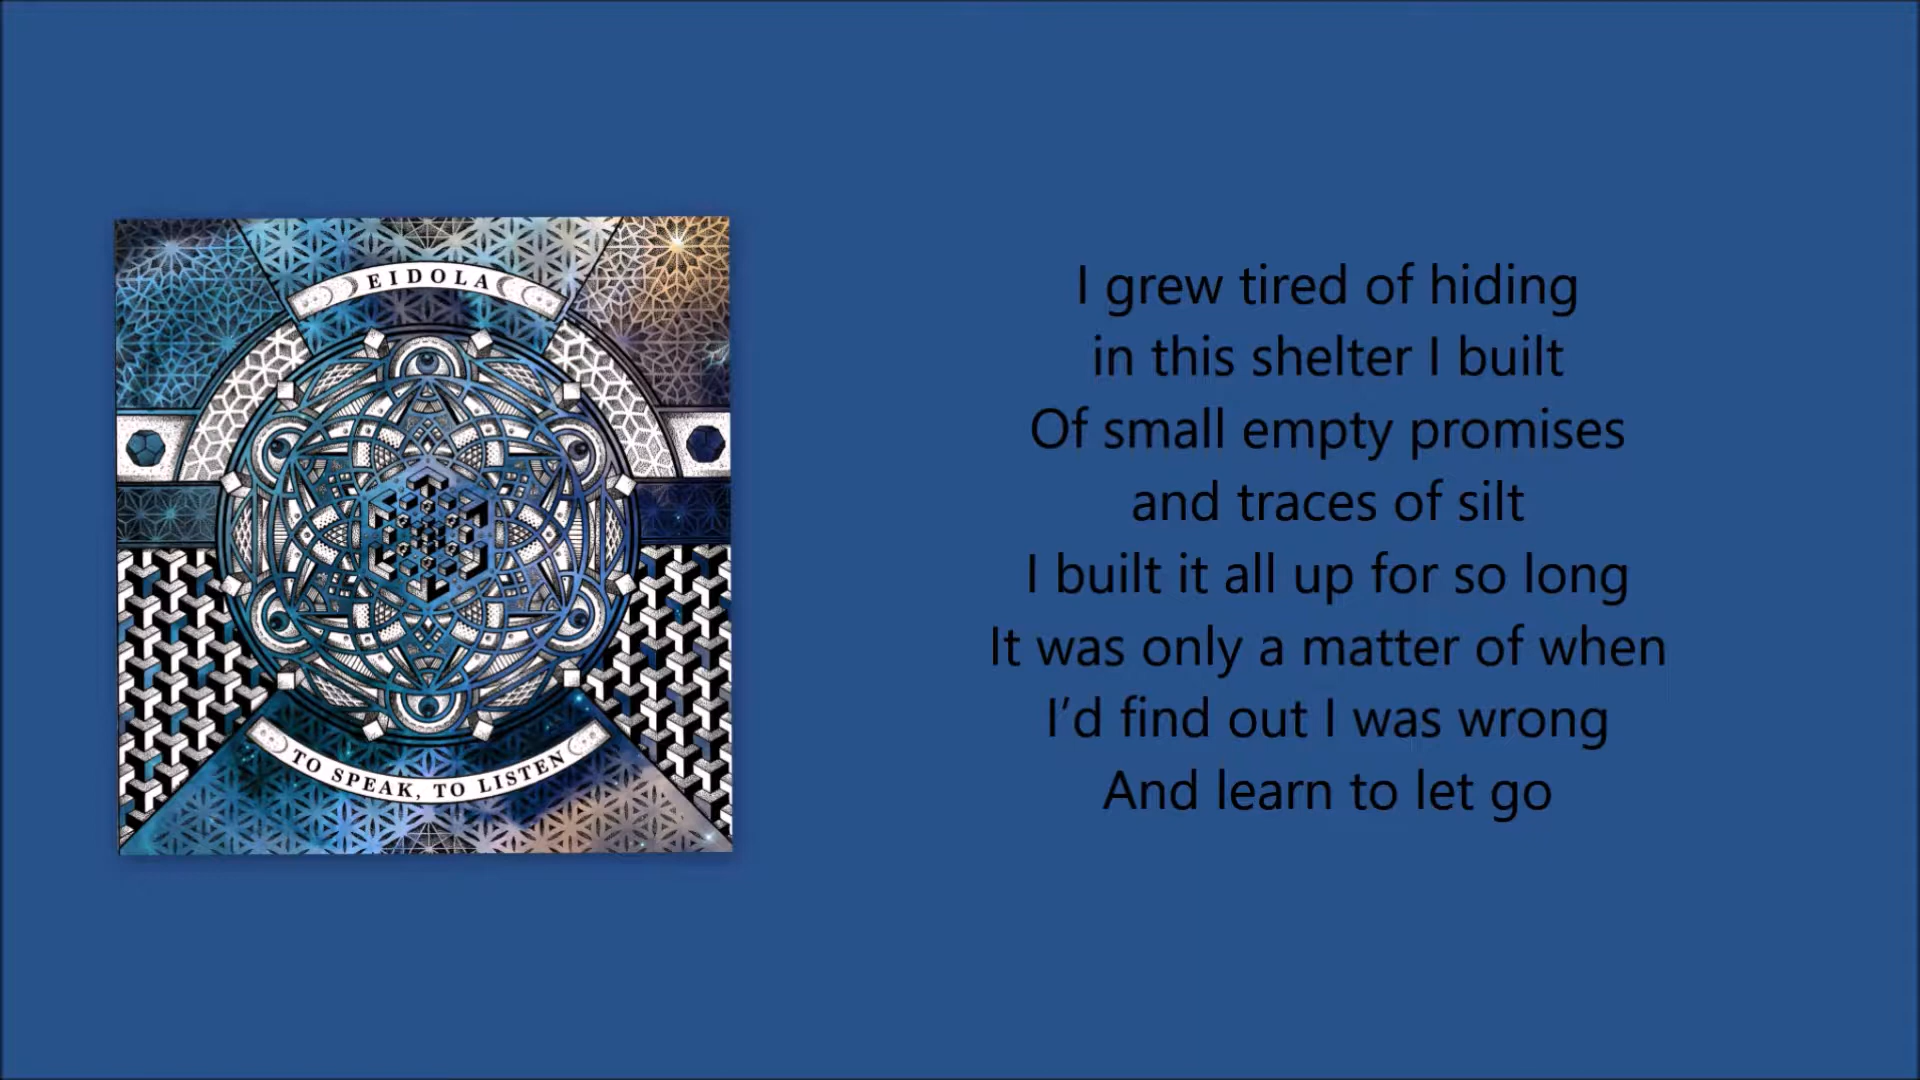 EIDOLA
TO SPEAK, TO LISTEN
I grew tired of hiding
in this shelter I built
Of small empty promises
and traces of silt
I built it all up for so long
It was only a matter of when
I’d find out I was wrong
And learn to let go